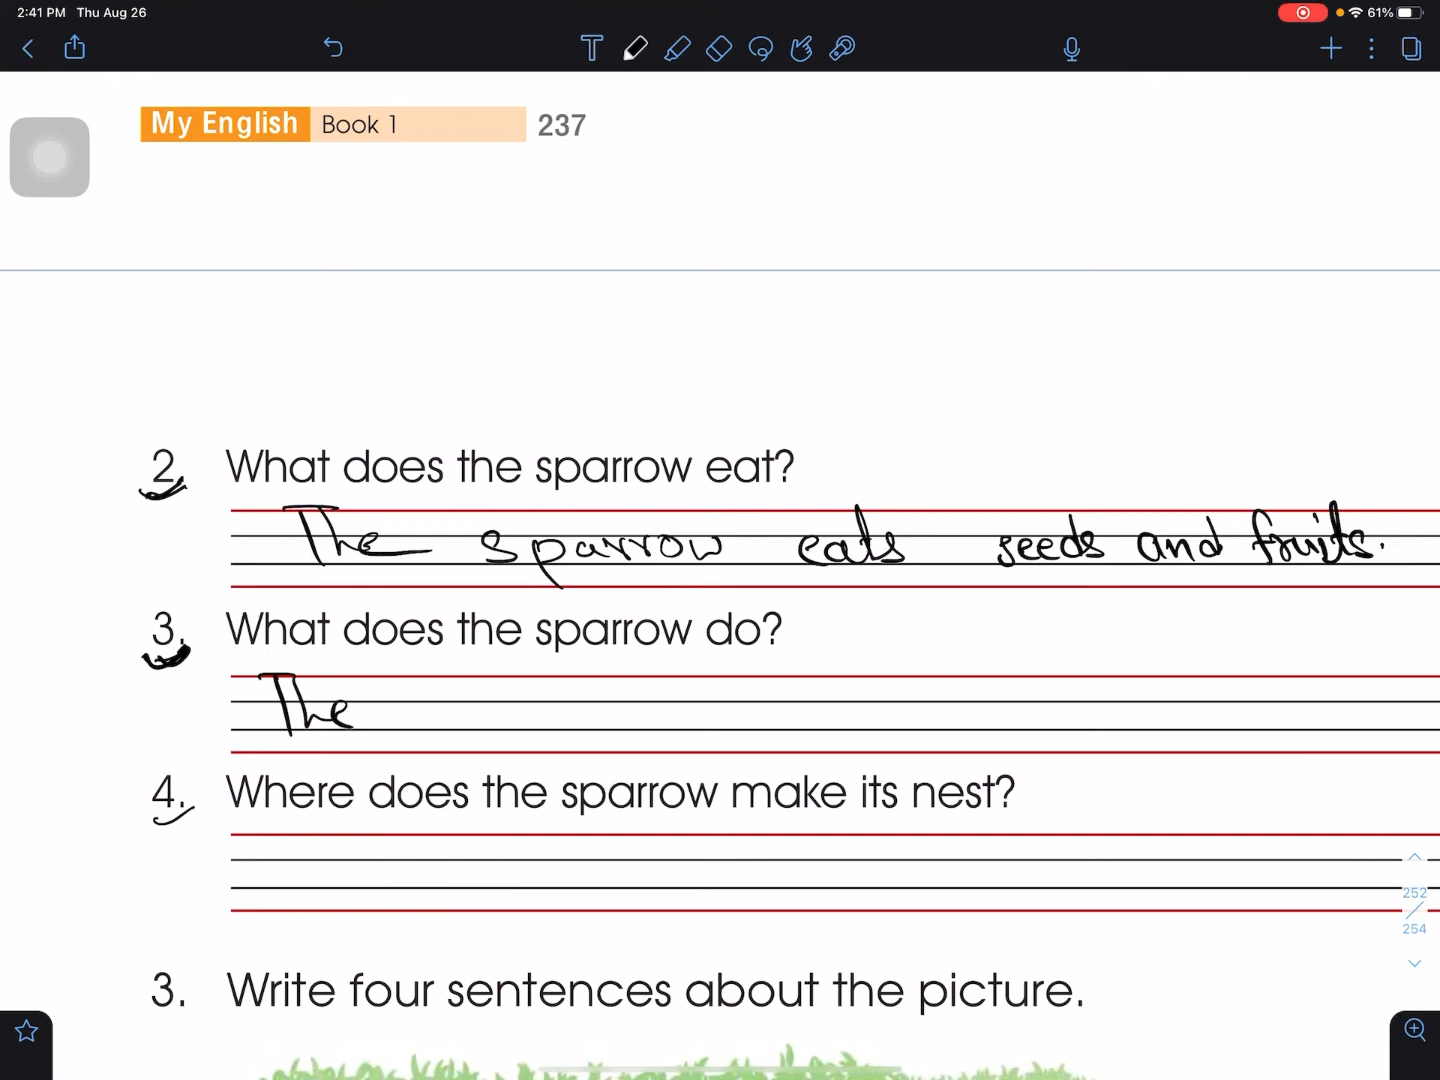 2:41 PM Thu Aug 26 61%
My English Book 1 237
2. What does the sparrow eat?
The sparrow eats seeds and fruits.
3. What does the sparrow do?
The
4. Where does the sparrow make its nest?
252
254
3. Write four sentences about the picture.